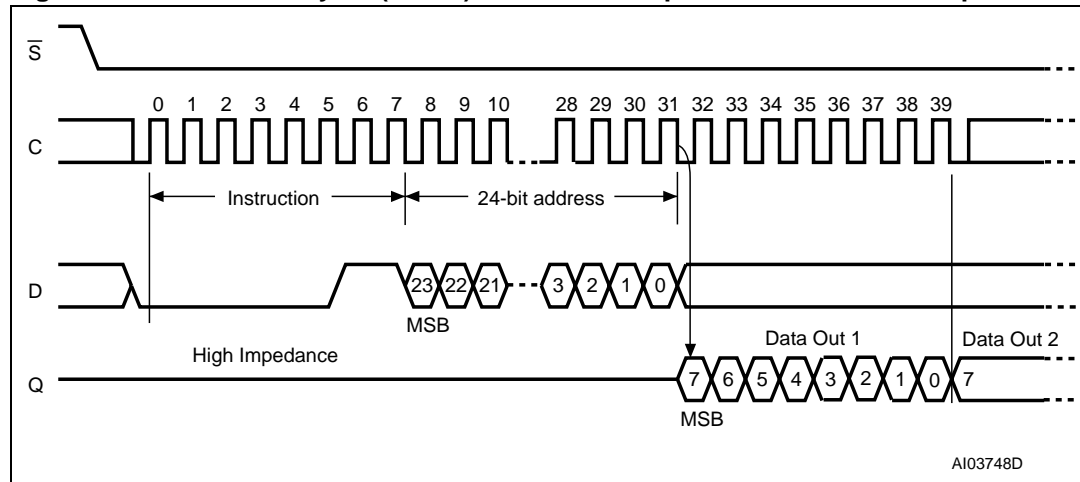 S
0 1 2 3 4 5 6 7 8 9 10 28 29 30 31 32 33 34 35 36 37 38 39
C
Instruction 24-bit address
D 23 22 21 3 2 1 0
MSB
High Impedance Data Out 1 Data Out 2
Q 7 6 5 4 3 2 1 0 7
MSB
AI03748D